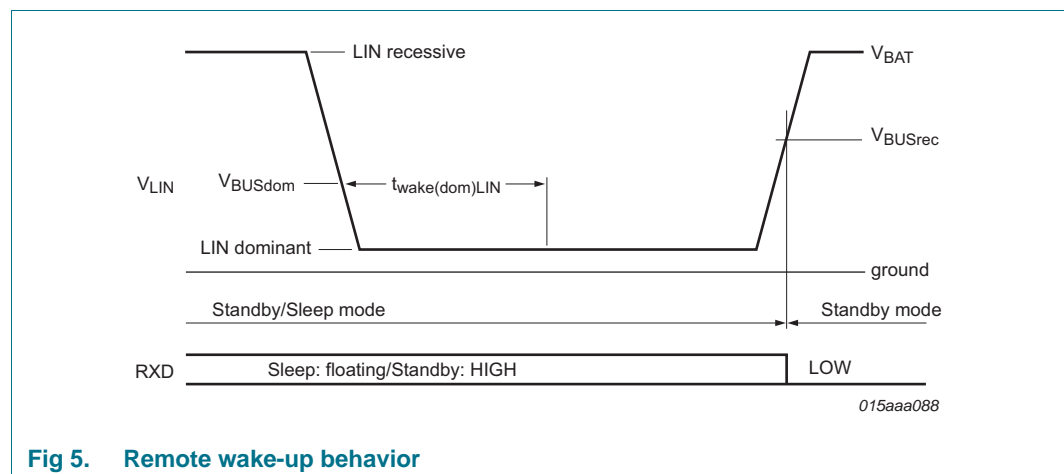 LIN recessive
VBAT
VBUSrec
VLIN
VBUSdom
twake(dom)LIN
LIN dominant
ground
Standby/Sleep mode
Standby mode
RXD
Sleep: floating/Standby: HIGH
LOW
015aaa088
Fig 5. Remote wake-up behavior